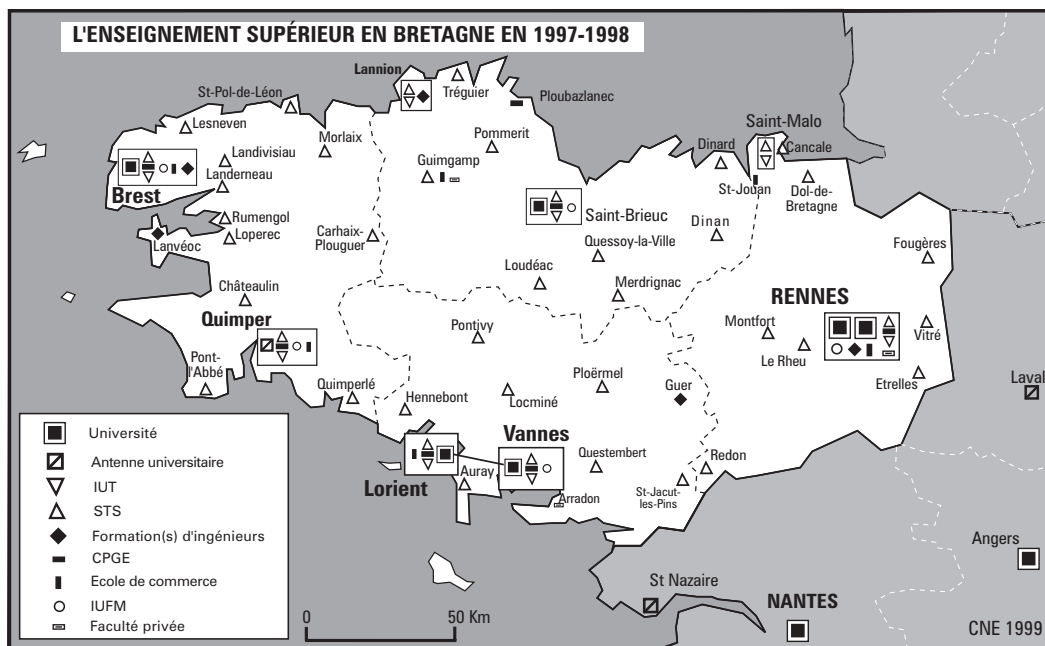 L'ENSEIGNEMENT SUPÉRIEUR EN BRETAGNE EN 1997-1998
Lannion
Tréguier
Ploubazlanec
St-Pol-de-Léon
Lesneven
Morlaix
Pommerit
Saint-Malo
Cancale
Dinard
Landivisiau
Landerneau
Guimgamp
St-Jouan
Dol-de-
Bretagne
Brest
Saint-Brieuc
Rumengol
Loperec
Lanvéoc
Carhaix-
Plouguer
Dinan
Quessoy-la-Ville
Fougères
Loudéac
Merdrignac
Châteaulin
RENNES
Quimper
Pontivy
Montfort
Le Rheu
Vitré
Pont-
l'Abbé
Ploërmel
Guer
Etrelles
Laval
Quimperlé
Hennebont
Locminé
Vannes
Questembert
Redon
Lorient
Auray
Arradon
St-Jacut-
les-Pins
Université
Antenne universitaire
IUT
STS
Formation(s) d'ingénieurs
CPGE
Ecole de commerce
IUFM
Faculté privée
0
50 Km
St Nazaire
NANTES
Angers
CNE 1999